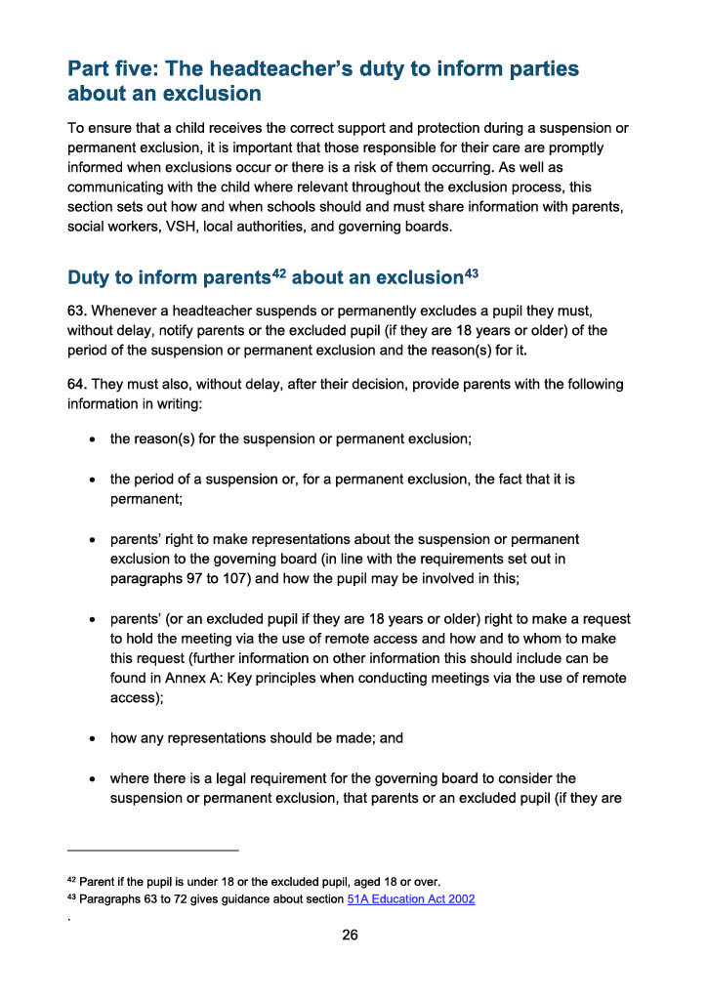 Part five: The headteacher’s duty to inform parties
about an exclusion
To ensure that a child receives the correct support and protection during a suspension or
permanent exclusion, it is important that those responsible for their care are promptly
informed when exclusions occur or there is a risk of them occurring. As well as
communicating with the child where relevant throughout the exclusion process, this
section sets out how and when schools should and must share information with parents,
social workers, VSH, local authorities, and governing boards.
Duty to inform parents⁴² about an exclusion⁴³
63. Whenever a headteacher suspends or permanently excludes a pupil they must,
without delay, notify parents or the excluded pupil (if they are 18 years or older) of the
period of the suspension or permanent exclusion and the reason(s) for it.
64. They must also, without delay, after their decision, provide parents with the following
information in writing:
• the reason(s) for the suspension or permanent exclusion;
• the period of a suspension or, for a permanent exclusion, the fact that it is
permanent;
• parents’ right to make representations about the suspension or permanent
exclusion to the governing board (in line with the requirements set out in
paragraphs 97 to 107) and how the pupil may be involved in this;
• parents’ (or an excluded pupil if they are 18 years or older) right to make a request
to hold the meeting via the use of remote access and how and to whom to make
this request (further information on other information this should include can be
found in Annex A: Key principles when conducting meetings via the use of remote
access);
• how any representations should be made; and
• where there is a legal requirement for the governing board to consider the
suspension or permanent exclusion, that parents or an excluded pupil (if they are
⁴² Parent if the pupil is under 18 or the excluded pupil, aged 18 or over.
⁴³ Paragraphs 63 to 72 gives guidance about section 51A Education Act 2002
.
26